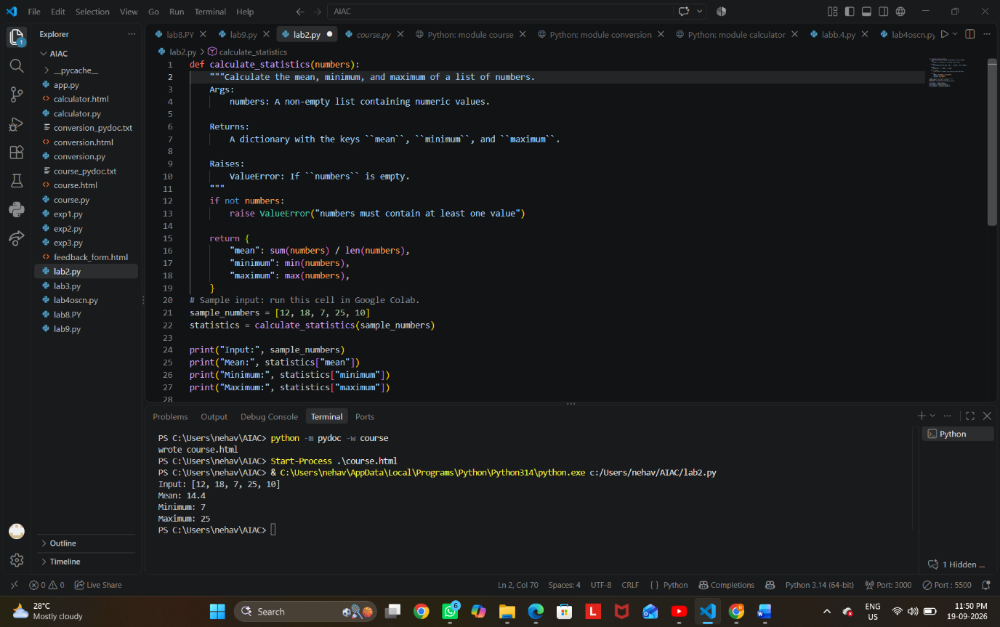 File Edit Selection View Go Run Terminal Help
AIAC
Explorer
AIAC
__pycache__
app.py
calculator.html
calculator.py
conversion_pydoc.txt
conversion.html
conversion.py
course_pydoc.txt
course.html
course.py
exp1.py
exp2.py
exp3.py
feedback_form.html
lab2.py
lab3.py
lab4oscn.py
lab8.PY
lab9.py
Outline
Timeline
lab8.PY lab9.py lab2.py course.py Python: module course Python: module conversion Python: module calculator labb.4.py lab4oscn.py
lab2.py > calculate_statistics
1 def calculate_statistics(numbers):
2 """Calculate the mean, minimum, and maximum of a list of numbers.
3 Args:
4 numbers: A non-empty list containing numeric values.
5
6 Returns:
7 A dictionary with the keys ``mean``, ``minimum``, and ``maximum``.
8
9 Raises:
10 ValueError: If ``numbers`` is empty.
11 """
12 if not numbers:
13 raise ValueError("numbers must contain at least one value")
14
15 return {
16 "mean": sum(numbers) / len(numbers),
17 "minimum": min(numbers),
18 "maximum": max(numbers),
19 }
20 # Sample input: run this cell in Google Colab.
21 sample_numbers = [12, 18, 7, 25, 10]
22 statistics = calculate_statistics(sample_numbers)
23
24 print("Input:", sample_numbers)
25 print("Mean:", statistics["mean"])
26 print("Minimum:", statistics["minimum"])
27 print("Maximum:", statistics["maximum"])
28
Problems Output Debug Console Terminal Ports
PS C:\Users\nehav\AIAC> python -m pydoc -w course
wrote course.html
PS C:\Users\nehav\AIAC> Start-Process .\course.html
PS C:\Users\nehav\AIAC> & C:\Users\nehav\AppData\Local\Programs\Python\Python314\python.exe c:/Users/nehav/AIAC/lab2.py
Input: [12, 18, 7, 25, 10]
Mean: 14.4
Minimum: 7
Maximum: 25
PS C:\Users\nehav\AIAC>
Python
1 Hidden ...
0 0 Live Share
Ln 2, Col 70 Spaces: 4 UTF-8 CRLF { } Python Completions Python 3.14 (64-bit) Port: 3000 Port : 5500
28°C
Mostly cloudy
Search
6
ENG
US
11:50 PM
19-09-2026